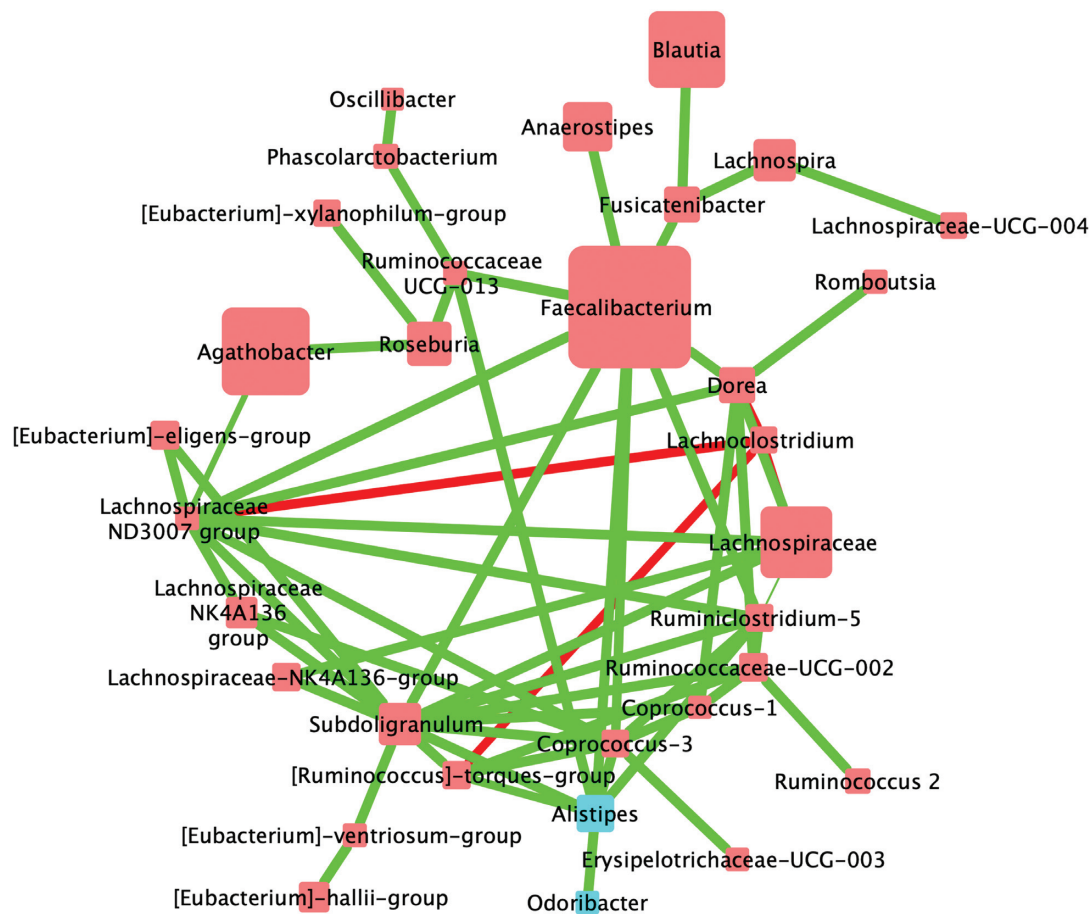 Blautia
Oscillibacter
Anaerostipes
Phascolarctobacterium
Lachnospira
[Eubacterium]-xylanophilum-group
Fusicatenibacter
Lachnospiraceae-UCG-004
Ruminococcaceae
UCG-013
Romboutsia
Faecalibacterium
Agathobacter
Roseburia
Dorea
[Eubacterium]-eligens-group
Lachnoclostridium
Lachnospiraceae
ND3007 group
Lachnospiraceae
Lachnospiraceae
NK4A136
group
Ruminiclostridium-5
Lachnospiraceae-NK4A136-group
Ruminococcaceae-UCG-002
Subdoligranulum
Coprococcus-1
Coprococcus-3
[Ruminococcus]-torques-group
Ruminococcus 2
Alistipes
[Eubacterium]-ventriosum-group
Erysipelotrichaceae-UCG-003
[Eubacterium]-hallii-group
Odoribacter